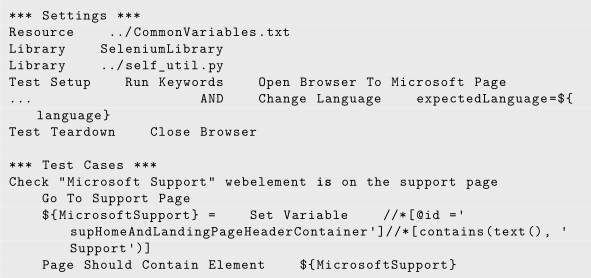 *** Settings ***
Resource    ../CommonVariables.txt
Library    SeleniumLibrary
Library    ../self_util.py
Test Setup    Run Keywords    Open Browser To Microsoft Page
...                AND    Change Language    expectedLanguage=${
language}
Test Teardown    Close Browser
*** Test Cases ***
Check "Microsoft Support" webelement is on the support page
Go To Support Page
${MicrosoftSupport} =    Set Variable    //*[@id ='
supHomeAndLandingPageHeaderContainer']//*[contains(text(), '
Support')]
Page Should Contain Element    ${MicrosoftSupport}